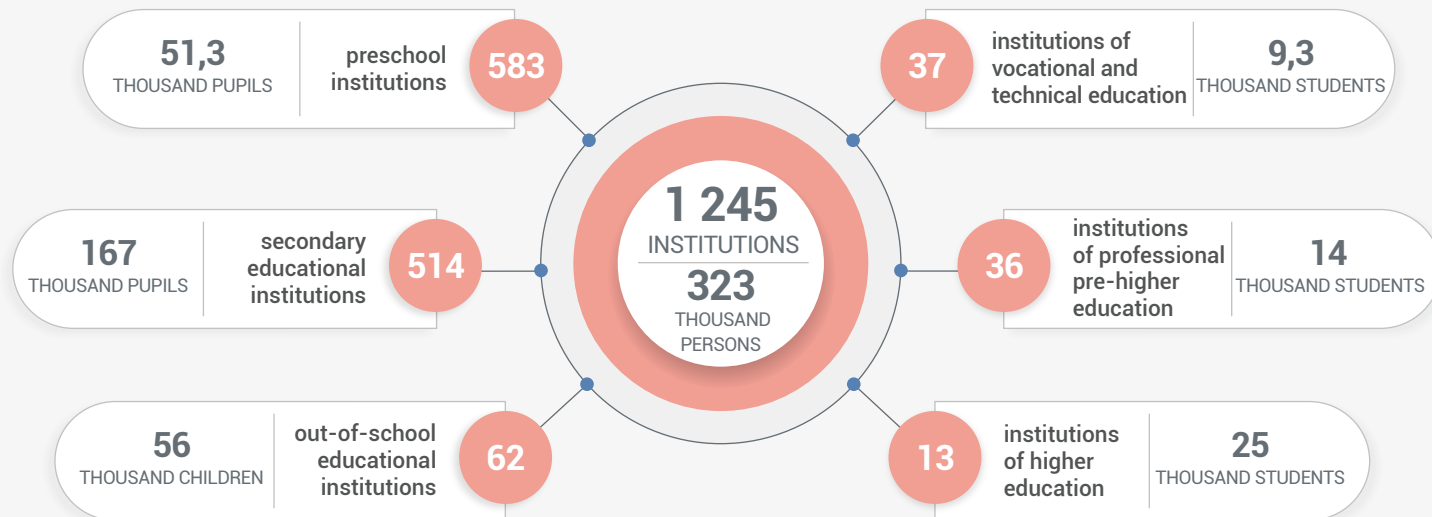 51,3
THOUSAND PUPILS
preschool
institutions
583
37
institutions of
vocational and
technical education
9,3
THOUSAND STUDENTS
1 245
INSTITUTIONS
323
THOUSAND
PERSONS
167
THOUSAND PUPILS
secondary
educational
institutions
514
36
institutions
of professional
pre-higher
education
14
THOUSAND STUDENTS
56
THOUSAND CHILDREN
out-of-school
educational
institutions
62
13
institutions
of higher
education
25
THOUSAND STUDENTS